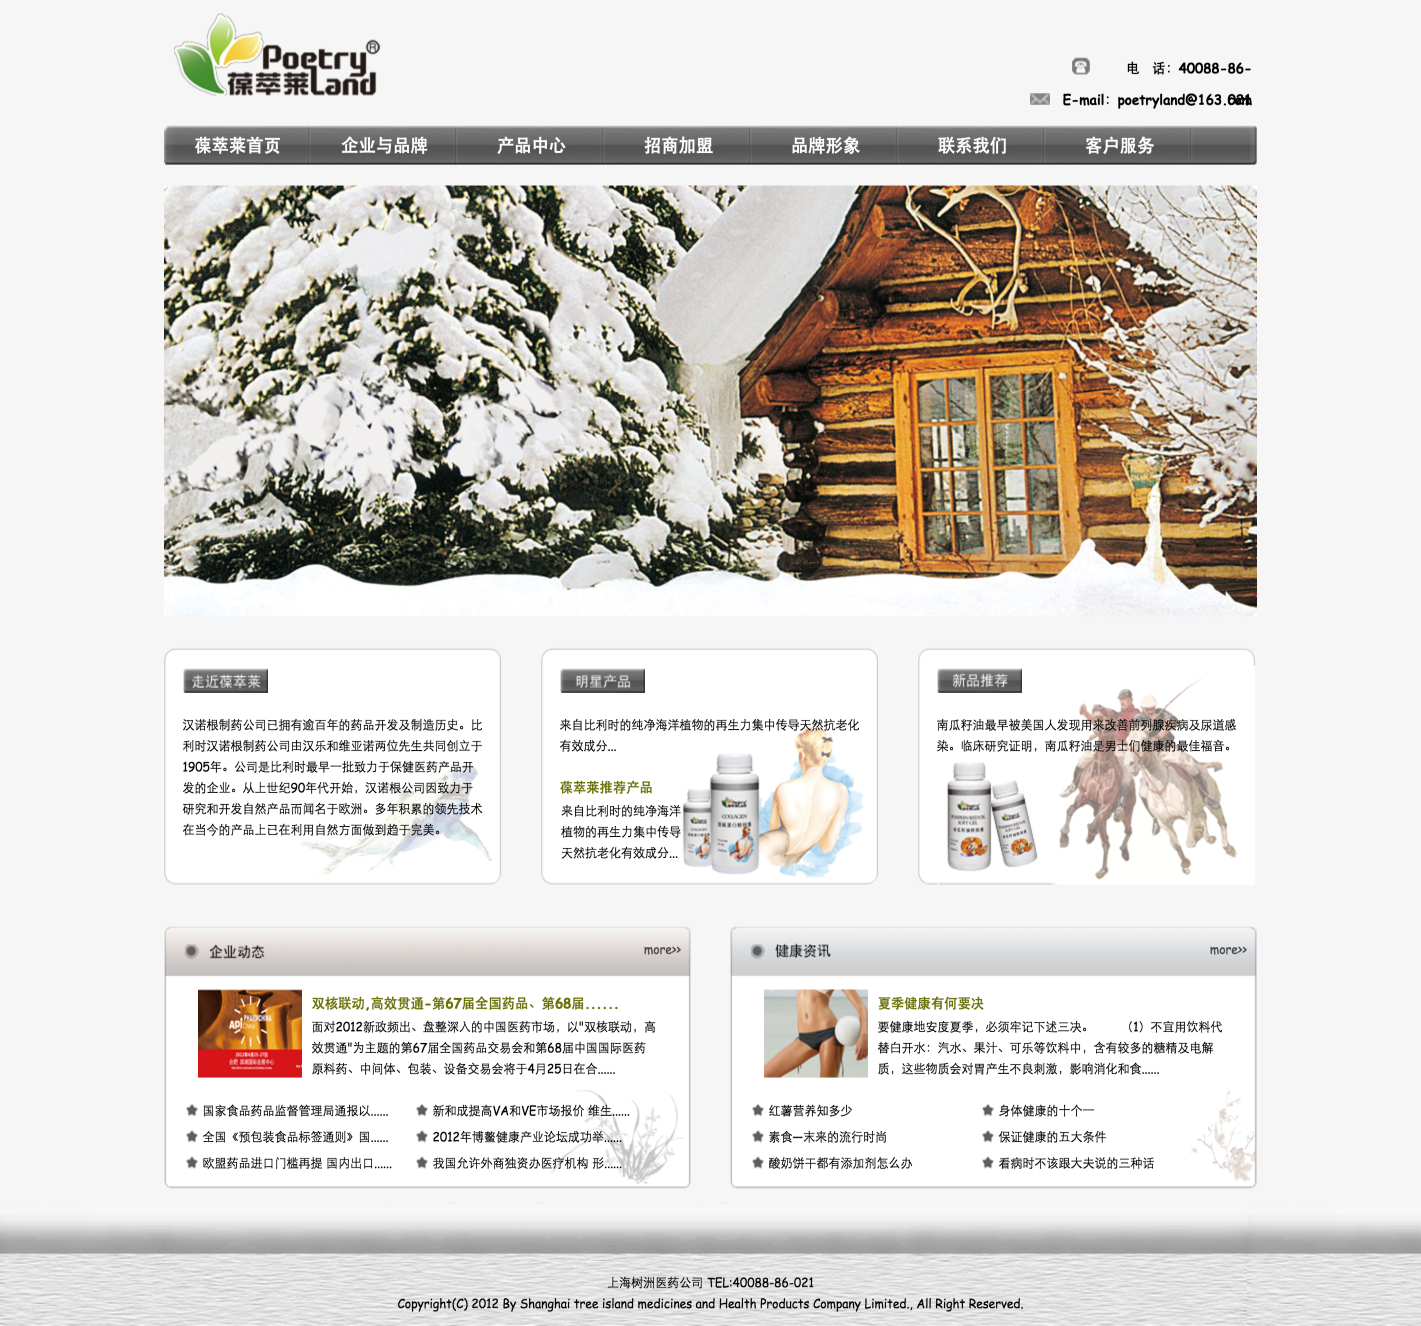 Poetry®
葆萃莱Land
电 话：40088-86-021
E-mail：poetryland@163.com
葆萃莱首页 企业与品牌 产品中心 招商加盟 品牌形象 联系我们 客户服务
走近葆萃莱
汉诺根制药公司已拥有逾百年的药品开发及制造历史。比
利时汉诺根制药公司由汉乐和维亚诺两位先生共同创立于
1905年。公司是比利时最早一批致力于保健医药产品开
发的企业。从上世纪90年代开始，汉诺根公司因致力于
研究和开发自然产品而闻名于欧洲。多年积累的领先技术
在当今的产品上已在利用自然方面做到趋于完美。
明星产品
来自比利时的纯净海洋植物的再生力集中传导天然抗老化
有效成分...
葆萃莱推荐产品
来自比利时的纯净海洋
植物的再生力集中传导
天然抗老化有效成分...
COLLAGEN
COLLAGEN
新品推荐
南瓜籽油最早被美国人发现用来改善前列腺疾病及尿道感
染。临床研究证明，南瓜籽油是男士们健康的最佳福音。
企业动态
more>>
API China
PHARMCHINA
双核联动,高效贯通-第67届全国药品、第68届......
面对2012新政频出、盘整深入的中国医药市场，以"双核联动，高
效贯通"为主题的第67届全国药品交易会和第68届中国国际医药
原料药、中间体、包装、设备交易会将于4月25日在合......
国家食品药品监督管理局通报以......
新和成提高VA和VE市场报价 维生......
全国《预包装食品标签通则》国......
2012年博鳌健康产业论坛成功举......
欧盟药品进口门槛再提 国内出口......
我国允许外商独资办医疗机构 形......
健康资讯
more>>
夏季健康有何要决
要健康地安度夏季，必须牢记下述三决。 （1）不宜用饮料代
替白开水：汽水、果汁、可乐等饮料中，含有较多的糖精及电解
质，这些物质会对胃产生不良刺激，影响消化和食......
红薯营养知多少
身体健康的十个一
素食—末来的流行时尚
保证健康的五大条件
酸奶饼干都有添加剂怎么办
看病时不该跟大夫说的三种话
上海树洲医药公司 TEL:40088-86-021
Copyright(C) 2012 By Shanghai tree island medicines and Health Products Company Limited., All Right Reserved.